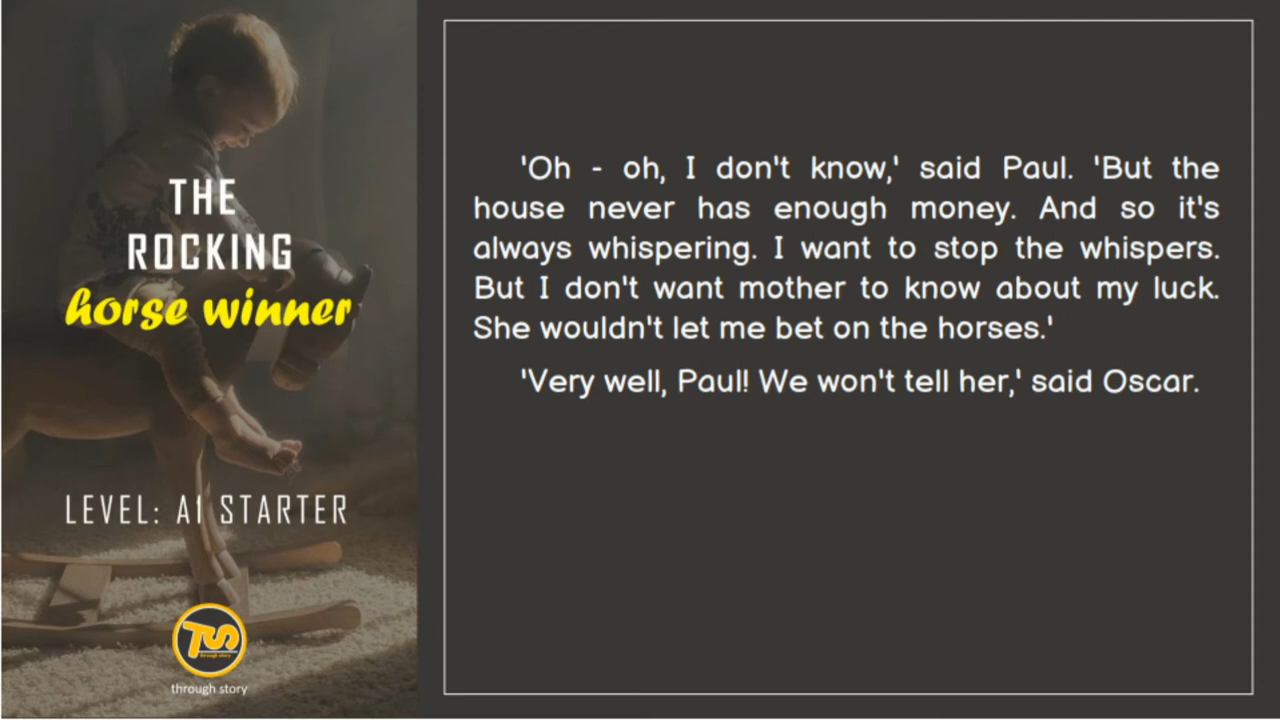 THE
ROCKING
horse winner
LEVEL: A1 STARTER
TS
through story
through story
'Oh - oh, I don't know,' said Paul. 'But the
house never has enough money. And so it's
always whispering. I want to stop the whispers.
But I don't want mother to know about my luck.
She wouldn't let me bet on the horses.'
'Very well, Paul! We won't tell her,' said Oscar.